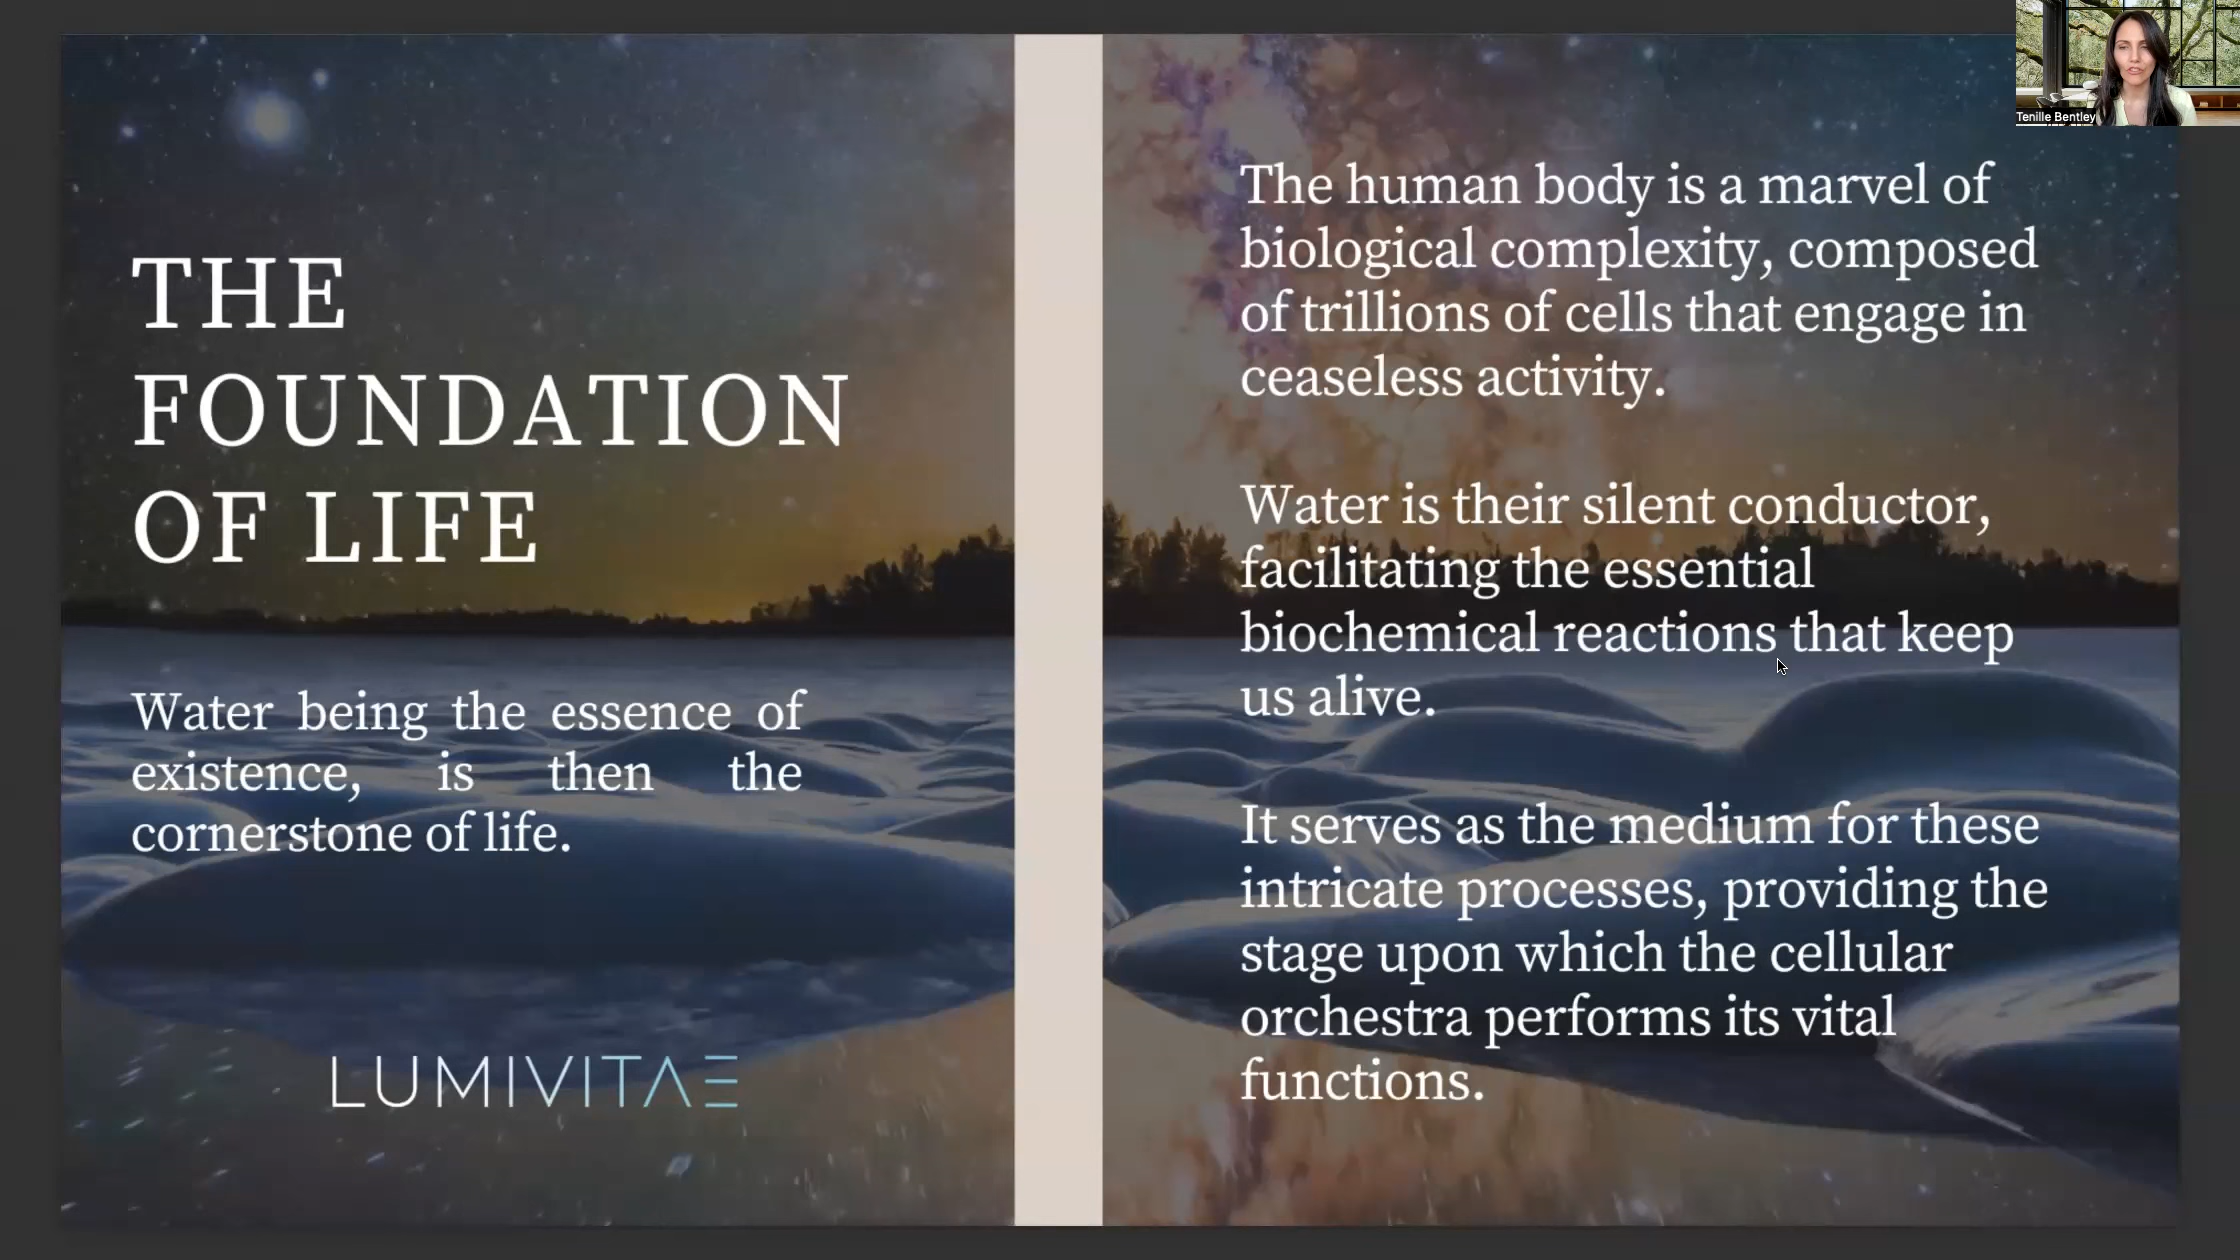 THE
FOUNDATION
OF LIFE
Water being the essence of
existence, is then the
cornerstone of life.
LUMIVITAE
The human body is a marvel of
biological complexity, composed
of trillions of cells that engage in
ceaseless activity.
Water is their silent conductor,
facilitating the essential
biochemical reactions that keep
us alive.
It serves as the medium for these
intricate processes, providing the
stage upon which the cellular
orchestra performs its vital
functions.
Tenille Bentley